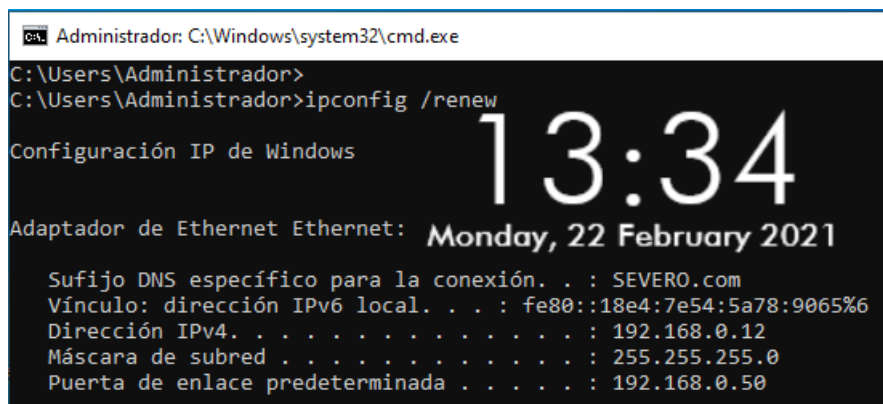 Administrador: C:\Windows\system32\cmd.exe
C:\Users\Administrador>
C:\Users\Administrador>ipconfig /renew
13:34
Configuración IP de Windows
Adaptador de Ethernet Ethernet:
Monday, 22 February 2021
Sufijo DNS específico para la conexión. . : SEVERO.com
Vínculo: dirección IPv6 local. . . : fe80::18e4:7e54:5a78:9065%6
Dirección IPv4. . . . . . . . . . . . . . : 192.168.0.12
Máscara de subred . . . . . . . . . . . . : 255.255.255.0
Puerta de enlace predeterminada . . . . . : 192.168.0.50